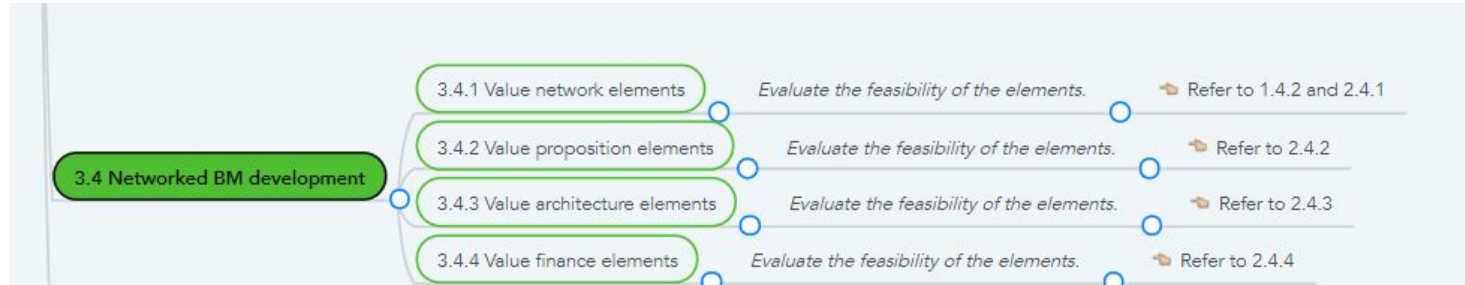 3.4 Networked BM development
3.4.1 Value network elements
Evaluate the feasibility of the elements.
Refer to 1.4.2 and 2.4.1
3.4.2 Value proposition elements
Evaluate the feasibility of the elements.
Refer to 2.4.2
3.4.3 Value architecture elements
Evaluate the feasibility of the elements.
Refer to 2.4.3
3.4.4 Value finance elements
Evaluate the feasibility of the elements.
Refer to 2.4.4